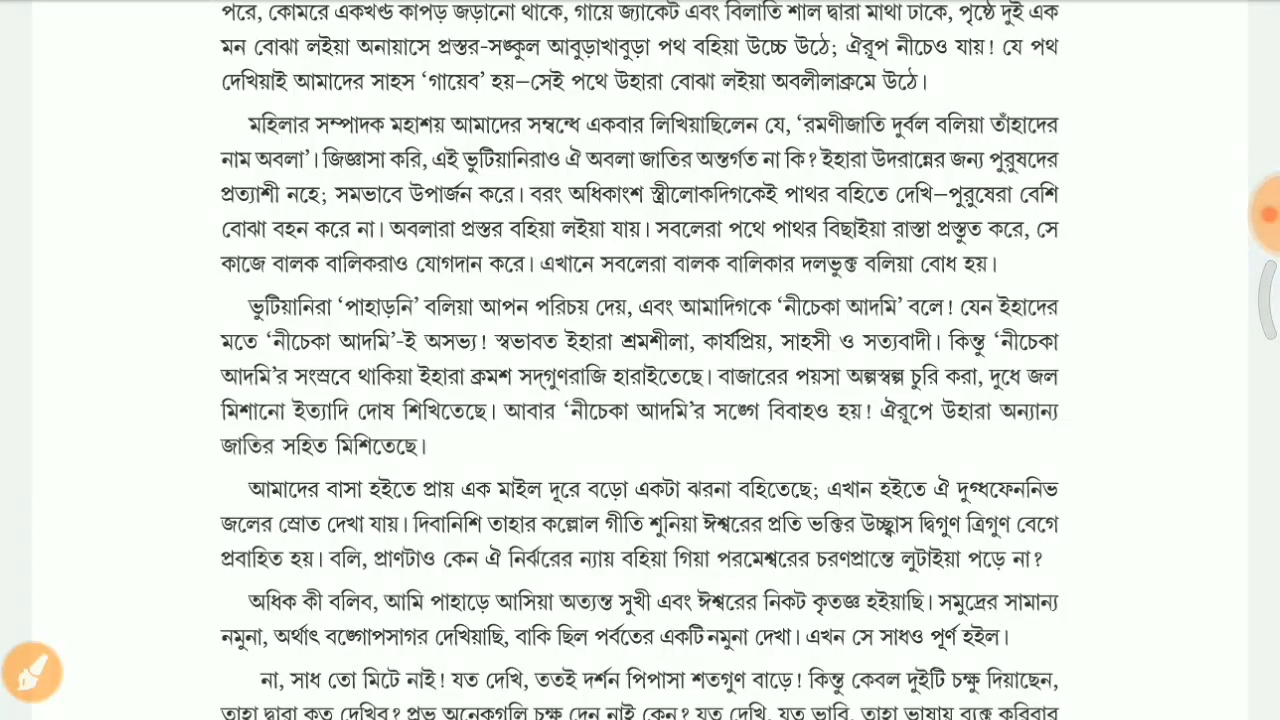 পরে, কোমরে একখণ্ড কাপড় জড়ানো থাকে, গায়ে জ্যাকেট এবং বিলাতি শাল দ্বারা মাথা ঢাকে, পৃষ্ঠে দুই এক
মন বোঝা লইয়া অনায়াসে প্রস্তর-সঙ্কুল আবুড়াখাবুড়া পথ বহিয়া উচ্চে উঠে; ঐরূপ নীচেও যায়! যে পথ
দেখিয়াই আমাদের সাহস ‘গায়েব’ হয়—সেই পথে উহারা বোঝা লইয়া অবলীলাক্রমে উঠে।
মহিলার সম্পাদক মহাশয় আমাদের সম্বন্ধে একবার লিখিয়াছিলেন যে, ‘রমণীজাতি দুর্বল বলিয়া তাঁহাদের
নাম অবলা’। জিজ্ঞাসা করি, এই ভুটিয়ানিরাও ঐ অবলা জাতির অন্তর্গত না কি? ইহারা উদরান্নের জন্য পুরুষদের
প্রত্যাশী নহে; সমভাবে উপার্জন করে। বরং অধিকাংশ স্ত্রীলোকদিগকেই পাথর বহিতে দেখি—পুরুষেরা বেশি
বোঝা বহন করে না। অবলারা প্রস্তর বহিয়া লইয়া যায়। সবলেরা পথে পাথর বিছাইয়া রাস্তা প্রস্তুত করে, সে
কাজে বালক বালিকরাও যোগদান করে। এখানে সবলেরা বালক বালিকার দলভুক্ত বলিয়া বোধ হয়।
ভুটিয়ানিরা ‘পাহাড়নি’ বলিয়া আপন পরিচয় দেয়, এবং আমাদিগকে ‘নীচেকা আদমি’ বলে! যেন ইহাদের
মতে ‘নীচেকা আদমি’-ই অসভ্য! স্বভাবত ইহারা শ্রমশীলা, কার্যপ্রিয়, সাহসী ও সত্যবাদী। কিন্তু ‘নীচেকা
আদমি’র সংস্রবে থাকিয়া ইহারা ক্রমশ সদ্‌গুণরাজি হারাইতেছে। বাজারের পয়সা অল্পস্বল্প চুরি করা, দুধে জল
মিশানো ইত্যাদি দোষ শিখিতেছে। আবার ‘নীচেকা আদমি’র সঙ্গে বিবাহও হয়! ঐরূপে উহারা অন্যান্য
জাতির সহিত মিশিতেছে।
আমাদের বাসা হইতে প্রায় এক মাইল দূরে বড়ো একটা ঝরনা বহিতেছে; এখান হইতে ঐ দুগ্ধফেননিভ
জলের স্রোত দেখা যায়। দিবানিশি তাহার কল্লোল গীতি শুনিয়া ঈশ্বরের প্রতি ভক্তির উচ্ছ্বাস দ্বিগুণ ত্রিগুণ বেগে
প্রবাহিত হয়। বলি, প্রাণটাও কেন ঐ নির্ঝরের ন্যায় বহিয়া গিয়া পরমেশ্বরের চরণপ্রান্তে লুটাইয়া পড়ে না?
অধিক কী বলিব, আমি পাহাড়ে আসিয়া অত্যন্ত সুখী এবং ঈশ্বরের নিকট কৃতজ্ঞ হইয়াছি। সমুদ্রের সামান্য
নমুনা, অর্থাৎ বঙ্গোপসাগর দেখিয়াছি, বাকি ছিল পর্বতের একটি নমুনা দেখা। এখন সে সাধও পূর্ণ হইল।
না, সাধ তো মিটে নাই! যত দেখি, ততই দর্শন পিপাসা শতগুণ বাড়ে! কিন্তু কেবল দুইটি চক্ষু দিয়াছেন,
তাহা দ্বারা কত দেখিব? প্রভু অনেকগুলি চক্ষু দেন নাই কেন? যত দেখি, যত ভাবি, তাহা ভাষায় ব্যক্ত করিবার